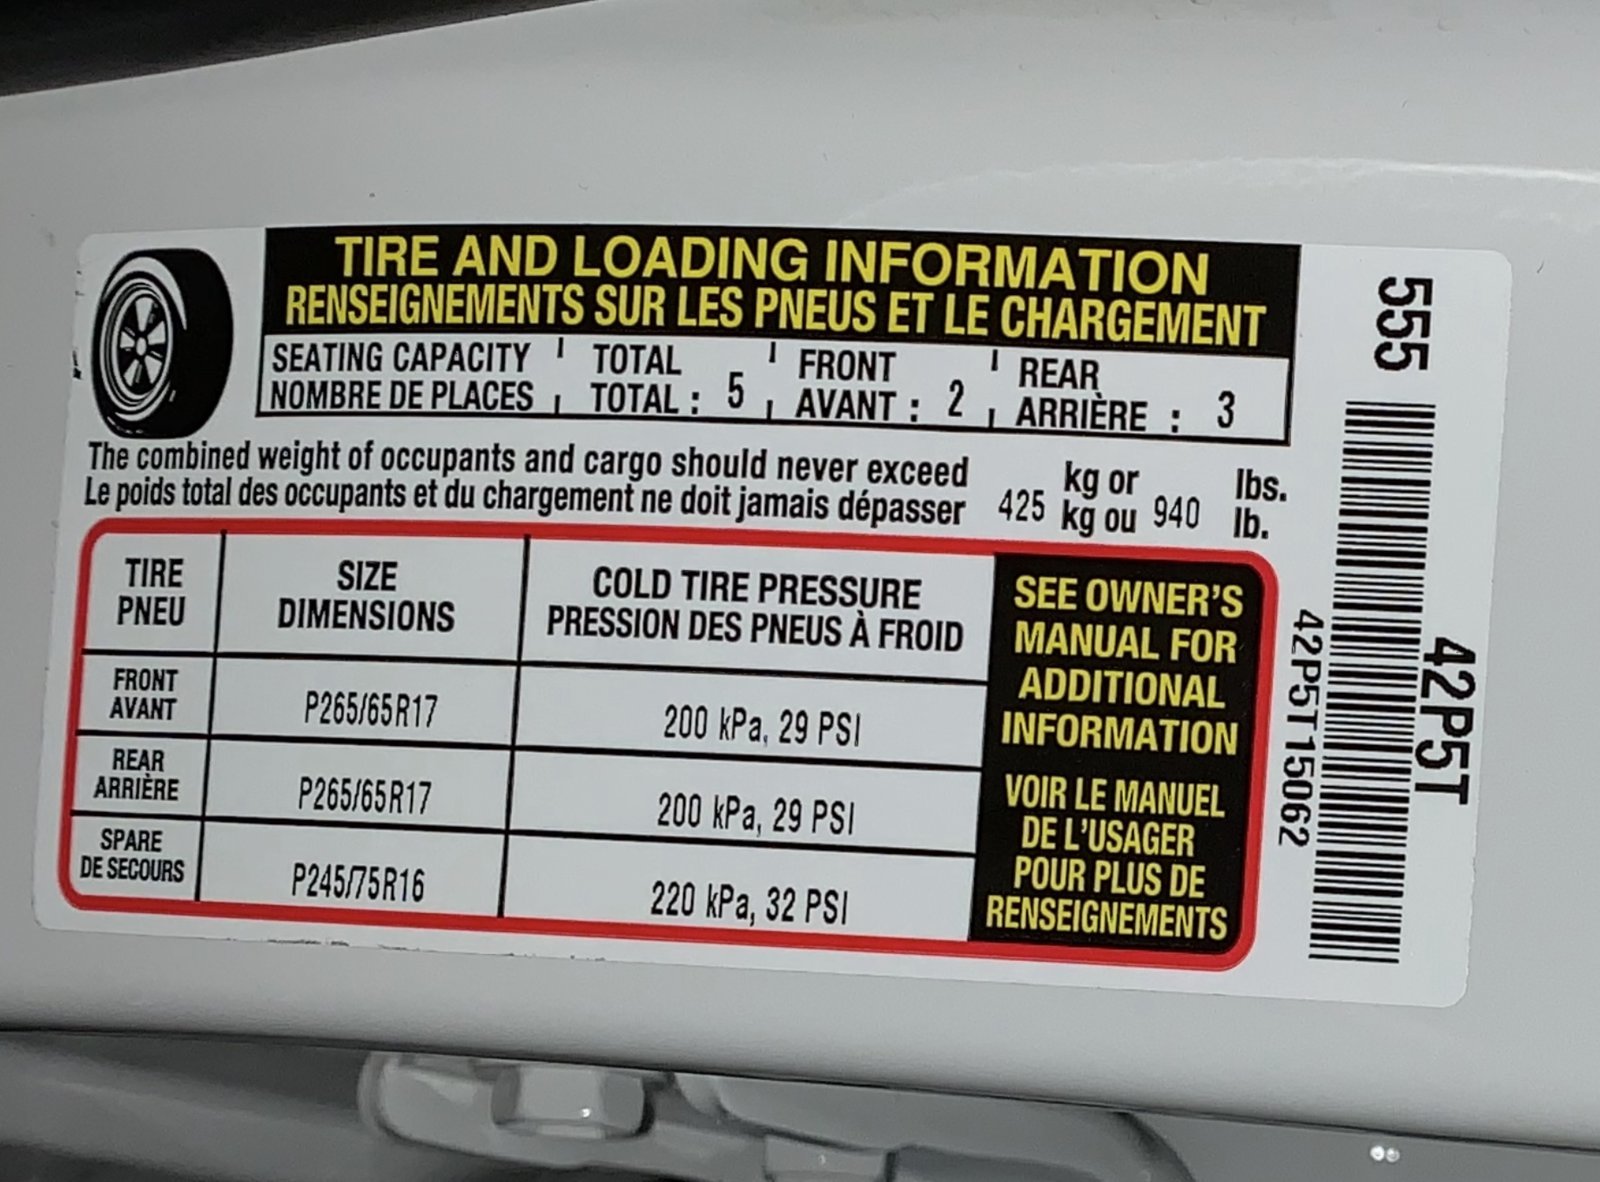 TIRE AND LOADING INFORMATION
RENSEIGNEMENTS SUR LES PNEUS ET LE CHARGEMENT
SEATING CAPACITY TOTAL FRONT REAR
NOMBRE DE PLACES TOTAL : 5 AVANT : 2 ARRIÈRE : 3
The combined weight of occupants and cargo should never exceed kg or lbs.
Le poids total des occupants et du chargement ne doit jamais dépasser 425 kg ou 940 lb.
TIRE SIZE COLD TIRE PRESSURE
PNEU DIMENSIONS PRESSION DES PNEUS À FROID
FRONT
AVANT P265/65R17 200 kPa, 29 PSI
REAR
ARRIÈRE P265/65R17 200 kPa, 29 PSI
SPARE
DE SECOURS P245/75R16 220 kPa, 32 PSI
SEE OWNER'S
MANUAL FOR
ADDITIONAL
INFORMATION
VOIR LE MANUEL
DE L'USAGER
POUR PLUS DE
RENSEIGNEMENTS
555
42P5T
42P5T15062